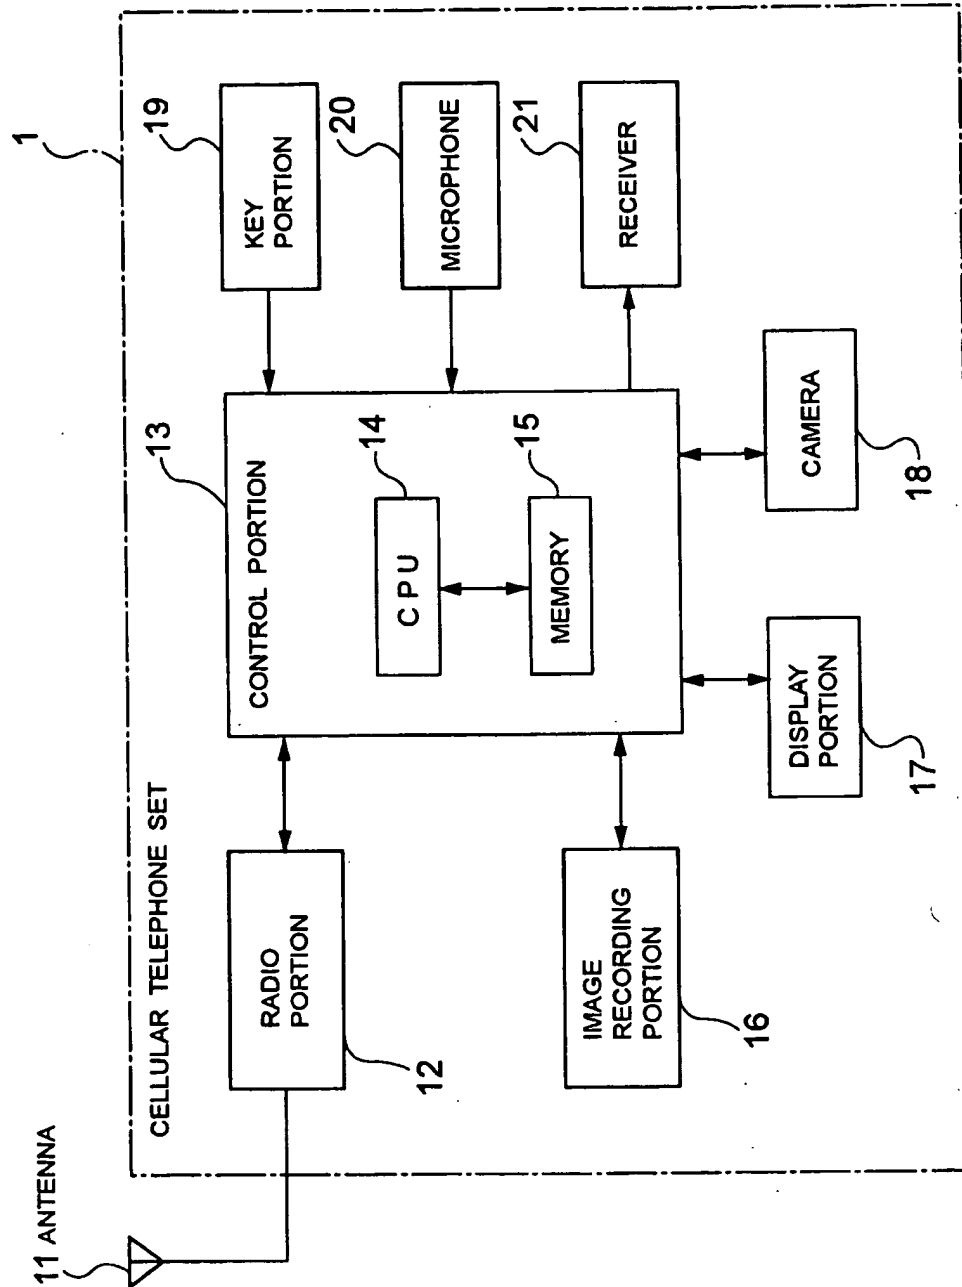 1
11 ANTENNA
CELLULAR TELEPHONE SET
RADIO
PORTION
12
13
CONTROL PORTION
CPU
14
MEMORY
15
KEY
PORTION
19
MICROPHONE
20
RECEIVER
21
IMAGE
RECORDING
PORTION
16
DISPLAY
PORTION
17
CAMERA
18